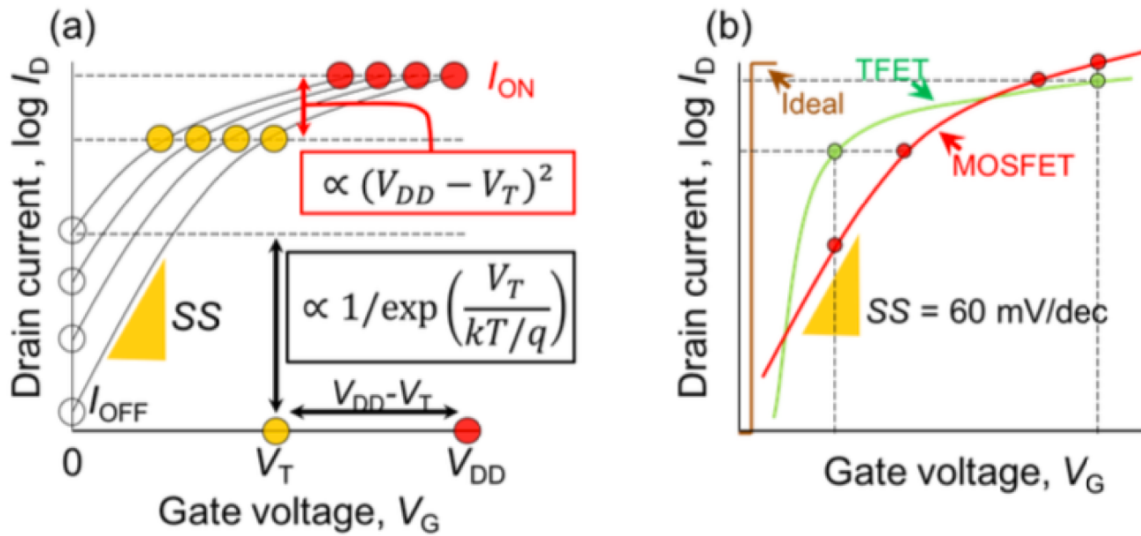 (a)
Drain current, log I_D
I_ON
∝ (V_DD − V_T)²
∝ 1/exp(V_T / kT/q)
SS
I_OFF
V_DD-V_T
0
V_T
V_DD
Gate voltage, V_G
(b)
Drain current, log I_D
TFET
Ideal
MOSFET
SS = 60 mV/dec
Gate voltage, V_G